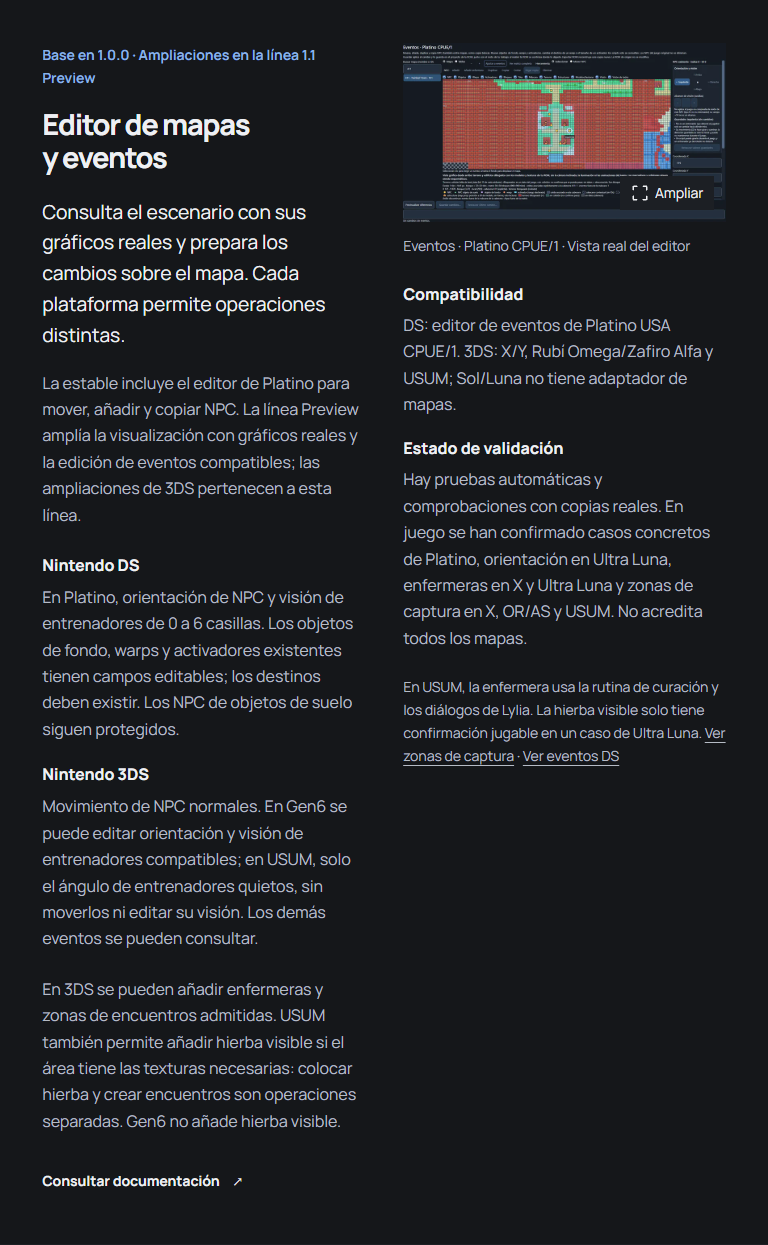 Base en 1.0.0 · Ampliaciones en la línea 1.1
Preview
Editor de mapas
y eventos
Consulta el escenario con sus
gráficos reales y prepara los
cambios sobre el mapa. Cada
plataforma permite operaciones
distintas.
La estable incluye el editor de Platino para
mover, añadir y copiar NPC. La línea Preview
amplía la visualización con gráficos reales y
la edición de eventos compatibles; las
ampliaciones de 3DS pertenecen a esta
línea.
Nintendo DS
En Platino, orientación de NPC y visión de
entrenadores de 0 a 6 casillas. Los objetos
de fondo, warps y activadores existentes
tienen campos editables; los destinos
deben existir. Los NPC de objetos de suelo
siguen protegidos.
Nintendo 3DS
Movimiento de NPC normales. En Gen6 se
puede editar orientación y visión de
entrenadores compatibles; en USUM, solo
el ángulo de entrenadores quietos, sin
moverlos ni editar su visión. Los demás
eventos se pueden consultar.
En 3DS se pueden añadir enfermeras y
zonas de encuentros admitidas. USUM
también permite añadir hierba visible si el
área tiene las texturas necesarias: colocar
hierba y crear encuentros son operaciones
separadas. Gen6 no añade hierba visible.
Consultar documentación ↗
Eventos - Platino CPUE/1
Ampliar
Eventos · Platino CPUE/1 · Vista real del editor
Compatibilidad
DS: editor de eventos de Platino USA
CPUE/1. 3DS: X/Y, Rubí Omega/Zafiro Alfa y
USUM; Sol/Luna no tiene adaptador de
mapas.
Estado de validación
Hay pruebas automáticas y
comprobaciones con copias reales. En
juego se han confirmado casos concretos
de Platino, orientación en Ultra Luna,
enfermeras en X y Ultra Luna y zonas de
captura en X, OR/AS y USUM. No acredita
todos los mapas.
En USUM, la enfermera usa la rutina de curación y
los diálogos de Lylia. La hierba visible solo tiene
confirmación jugable en un caso de Ultra Luna. Ver
zonas de captura · Ver eventos DS